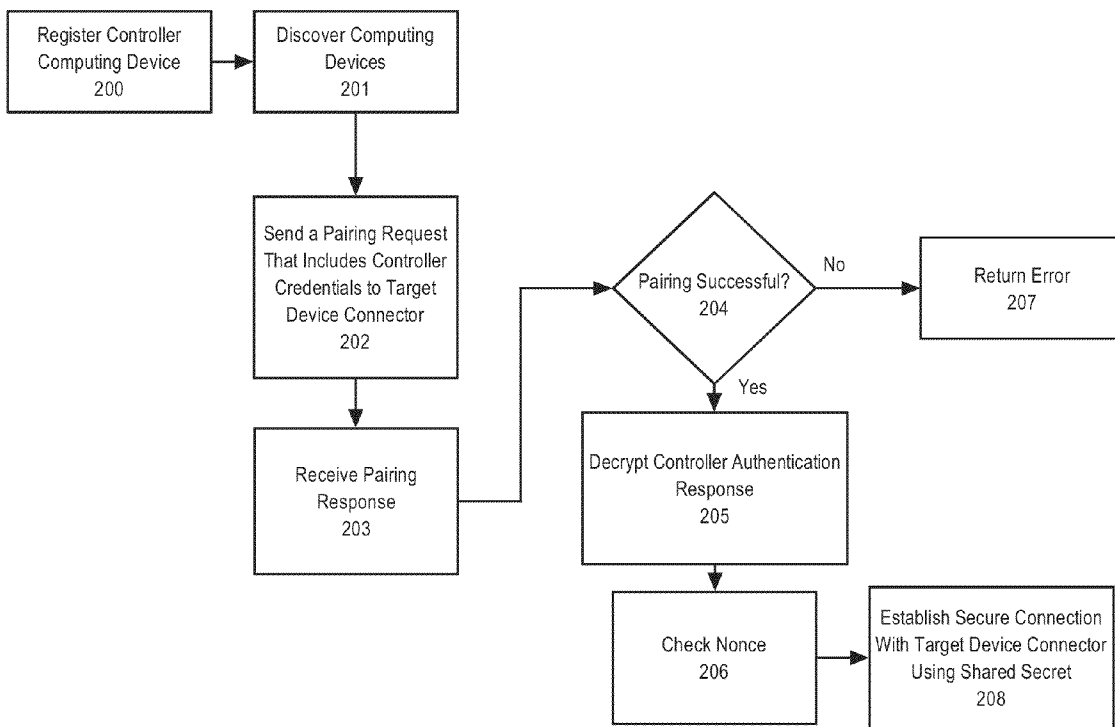 Register Controller
Computing Device
200
Discover Computing
Devices
201
Send a Pairing Request
That Includes Controller
Credentials to Target
Device Connector
202
Receive Pairing
Response
203
Pairing Successful?
204
No
Return Error
207
Yes
Decrypt Controller Authentication
Response
205
Check Nonce
206
Establish Secure Connection
With Target Device Connector
Using Shared Secret
208